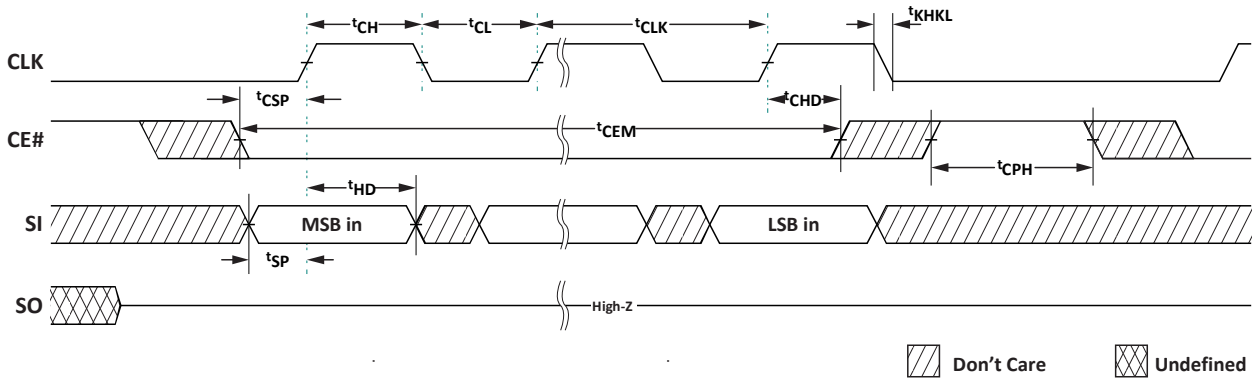 tCH
tCL
tCLK
tKHKL
CLK
tCSP
tCHD
CE#
tCEM
tCPH
tHD
SI
MSB in
LSB in
tSP
SO
High-Z
Don't Care
Undefined